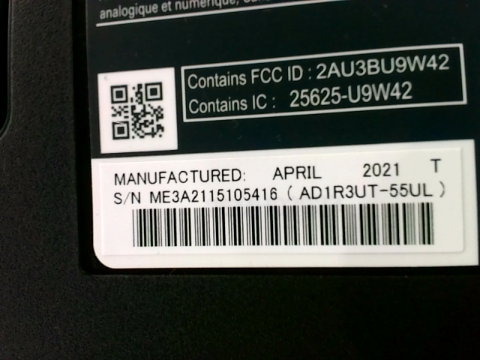 analogique et numérique,
Contains FCC ID : 2AU3BU9W42
Contains IC : 25625-U9W42
MANUFACTURED: APRIL 2021 T
S/N ME3A2115105416 ( AD1R3UT-55UL )